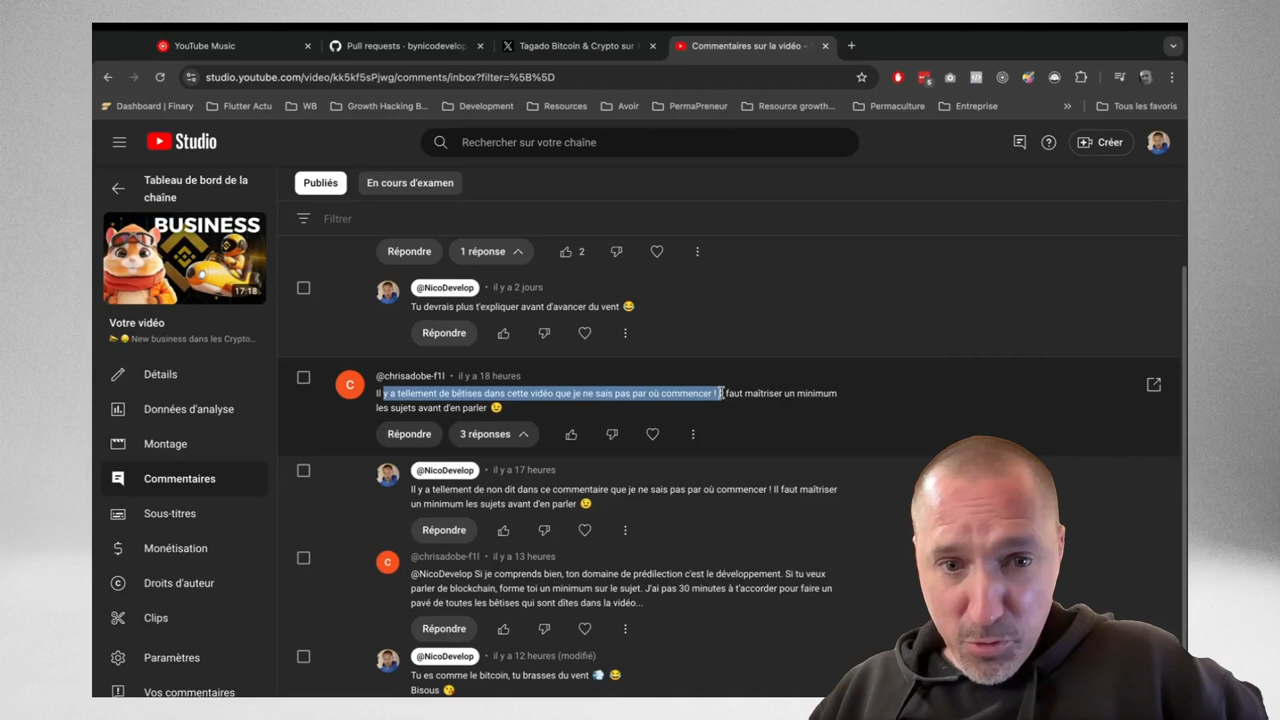 YouTube Music
Pull requests - bynicodevelop
Tagado Bitcoin & Crypto sur
Commentaires sur la vidéo -
studio.youtube.com/video/kk5kf5sPjwg/comments/inbox?filter=%5B%5D
5
Dashboard | Finary
Flutter Actu
WB
Growth Hacking B...
Development
Resources
Avoir
PermaPreneur
Resource growth...
Permaculture
Entreprise
»
Tous les favoris
Studio
Rechercher sur votre chaîne
Créer
Tableau de bord de la
chaîne
BUSINESS
17:18
Votre vidéo
New business dans les Crypto...
Détails
Données d'analyse
Montage
Commentaires
Sous-titres
Monétisation
Droits d'auteur
Clips
Paramètres
Vos commentaires
Publiés
En cours d'examen
Filtrer
Répondre
1 réponse
2
@NicoDevelop • il y a 2 jours
Tu devrais plus t'expliquer avant d'avancer du vent 😂
Répondre
C
@chrisadobe-f1l • il y a 18 heures
Il y a tellement de bêtises dans cette vidéo que je ne sais pas par où commencer ! Il faut maîtriser un minimum
les sujets avant d'en parler 😉
Répondre
3 réponses
@NicoDevelop • il y a 17 heures
Il y a tellement de non dit dans ce commentaire que je ne sais pas par où commencer ! Il faut maîtriser
un minimum les sujets avant d'en parler 😉
Répondre
C
@chrisadobe-f1l • il y a 13 heures
@NicoDevelop Si je comprends bien, ton domaine de prédilection c'est le développement. Si tu veux
parler de blockchain, forme toi un minimum sur le sujet. J'ai pas 30 minutes à t'accorder pour faire un
pavé de toutes les bêtises qui sont dîtes dans la vidéo...
Répondre
@NicoDevelop • il y a 12 heures (modifié)
Tu es comme le bitcoin, tu brasses du vent 💨 😂
Bisous 😘